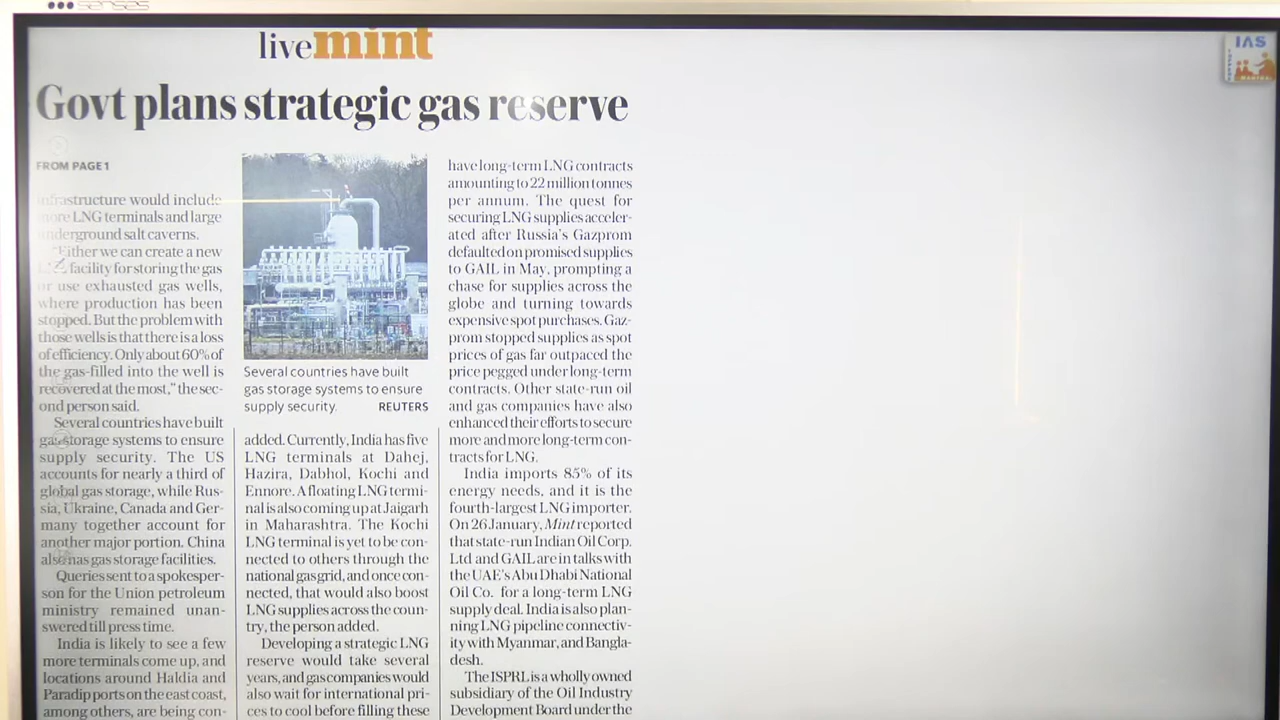 senses
livemint
IAS
Govt plans strategic gas reserve
FROM PAGE 1
infrastructure would include
more LNG terminals and large
underground salt caverns.
“Either we can create a new
facility for storing the gas
or use exhausted gas wells,
where production has been
stopped. But the problem with
those wells is that there is a loss
of efficiency. Only about 60% of
the gas-filled into the well is
recovered at the most,” the sec-
ond person said.
Several countries have built
gas storage systems to ensure
supply security. The US
accounts for nearly a third of
global gas storage, while Rus-
sia, Ukraine, Canada and Ger-
many together account for
another major portion. China
also has gas storage facilities.
Queries sent to a spokesper-
son for the Union petroleum
ministry remained unan-
swered till press time.
India is likely to see a few
more terminals come up, and
locations around Haldia and
Paradip ports on the east coast,
among others, are being con-
Several countries have built
gas storage systems to ensure
supply security. REUTERS
added. Currently, India has five
LNG terminals at Dahej,
Hazira, Dabhol, Kochi and
Ennore. A floating LNG termi-
nal is also coming up at Jaigarh
in Maharashtra. The Kochi
LNG terminal is yet to be con-
nected to others through the
national gas grid, and once con-
nected, that would also boost
LNG supplies across the coun-
try, the person added.
Developing a strategic LNG
reserve would take several
years, and gas companies would
also wait for international pri-
ces to cool before filling these
have long-term LNG contracts
amounting to 22 million tonnes
per annum. The quest for
securing LNG supplies acceler-
ated after Russia’s Gazprom
defaulted on promised supplies
to GAIL in May, prompting a
chase for supplies across the
globe and turning towards
expensive spot purchases. Gaz-
prom stopped supplies as spot
prices of gas far outpaced the
price pegged under long-term
contracts. Other state-run oil
and gas companies have also
enhanced their efforts to secure
more and more long-term con-
tracts for LNG.
India imports 85% of its
energy needs, and it is the
fourth-largest LNG importer.
On 26 January, Mint reported
that state-run Indian Oil Corp.
Ltd and GAIL are in talks with
the UAE’s Abu Dhabi National
Oil Co. for a long-term LNG
supply deal. India is also plan-
ning LNG pipeline connectiv-
ity with Myanmar, and Bangla-
desh.
The ISPRL is a wholly owned
subsidiary of the Oil Industry
Development Board under the